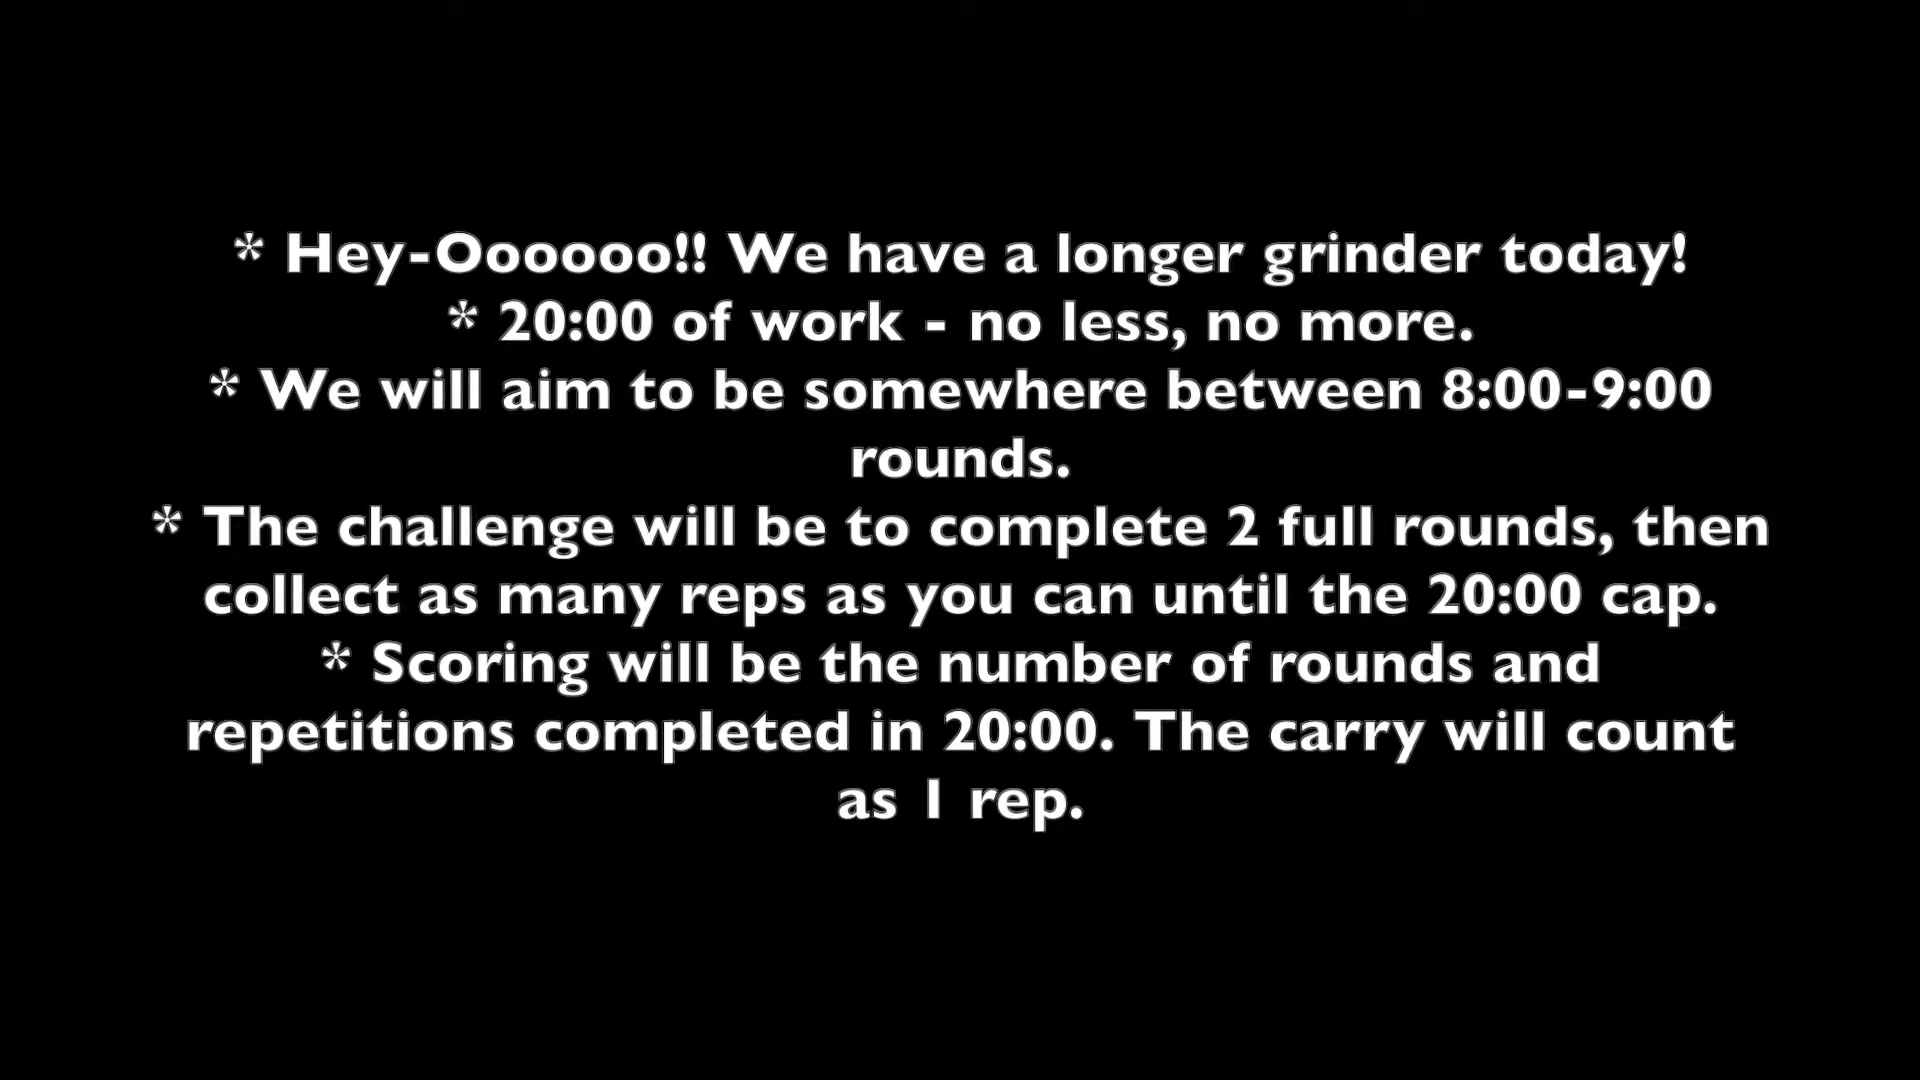 * Hey-Oooooo!! We have a longer grinder today!
* 20:00 of work - no less, no more.
* We will aim to be somewhere between 8:00-9:00
rounds.
* The challenge will be to complete 2 full rounds, then
collect as many reps as you can until the 20:00 cap.
* Scoring will be the number of rounds and
repetitions completed in 20:00. The carry will count
as 1 rep.